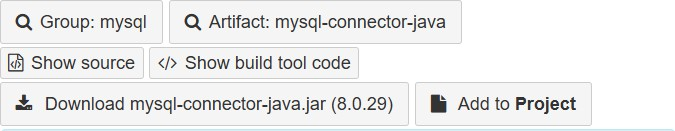 Group: mysql Artifact: mysql-connector-java
Show source Show build tool code
Download mysql-connector-java.jar (8.0.29) Add to Project